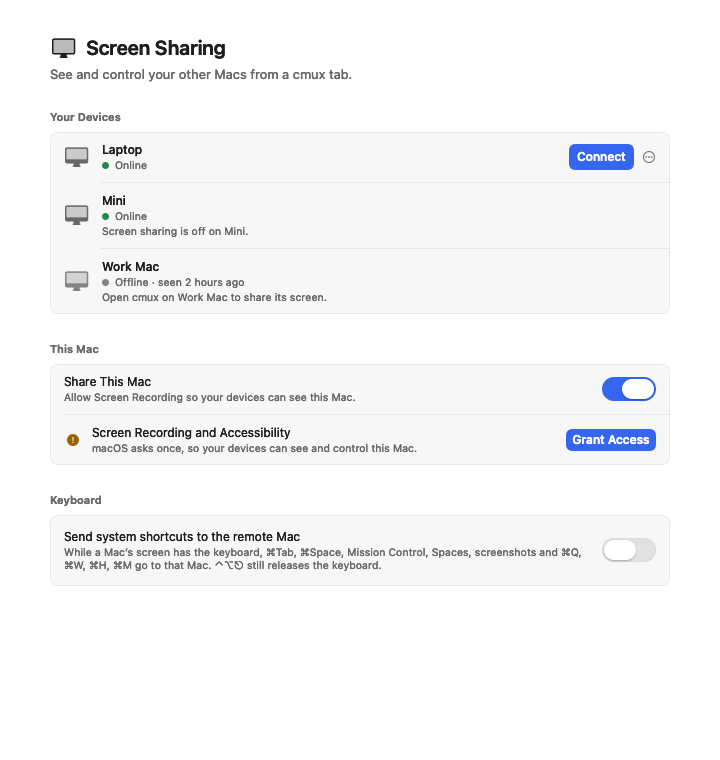 Screen Sharing
See and control your other Macs from a cmux tab.
Your Devices
Laptop
Online
Connect
Mini
Online
Screen sharing is off on Mini.
Work Mac
Offline · seen 2 hours ago
Open cmux on Work Mac to share its screen.
This Mac
Share This Mac
Allow Screen Recording so your devices can see this Mac.
Screen Recording and Accessibility
macOS asks once, so your devices can see and control this Mac.
Grant Access
Keyboard
Send system shortcuts to the remote Mac
While a Mac’s screen has the keyboard, ⌘Tab, ⌘Space, Mission Control, Spaces, screenshots and ⌘Q,
⌘W, ⌘H, ⌘M go to that Mac. ⌃⌥⎋ still releases the keyboard.